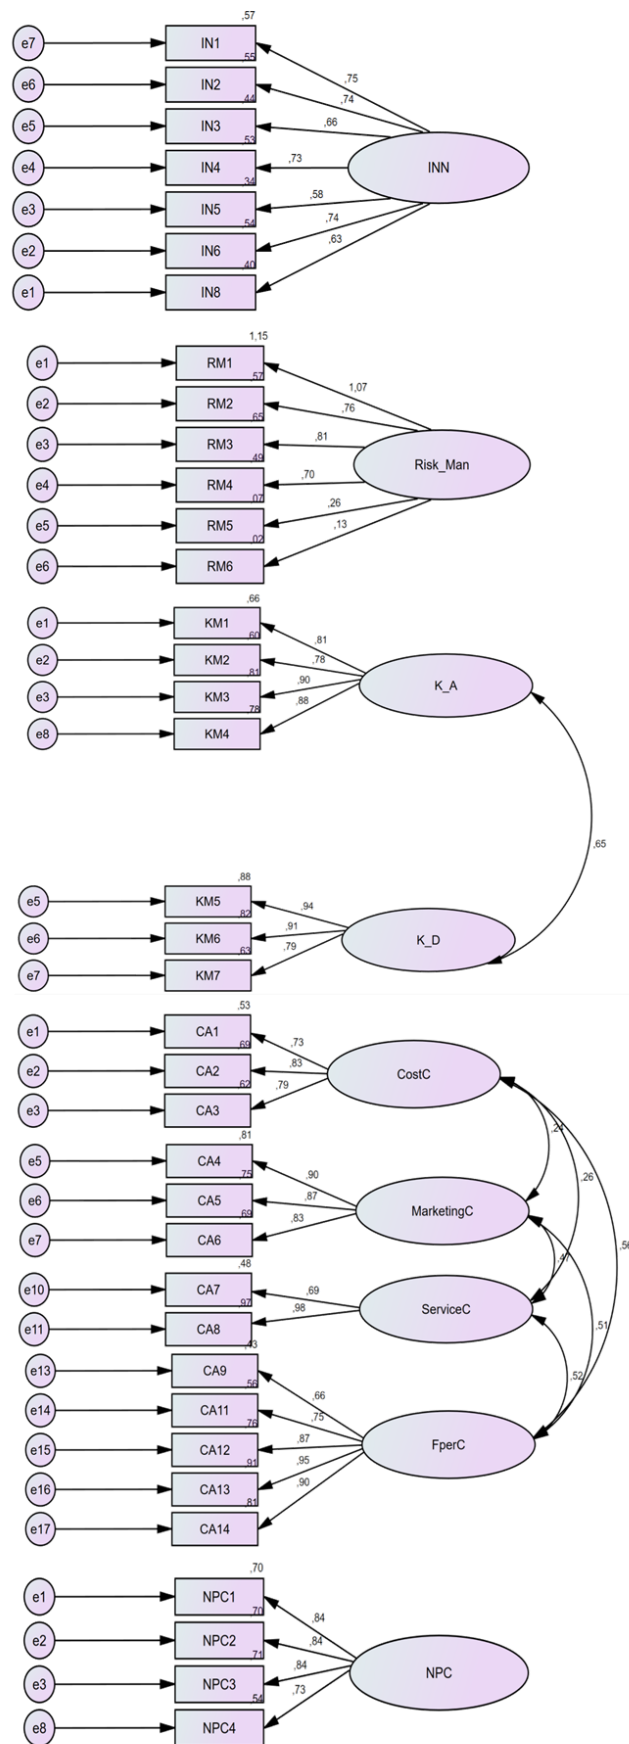 ,57
e7 IN1
,55 ,75
e6 IN2 ,74
,44
e5 IN3 ,66
,53
e4 IN4 ,73 INN
,34
e3 IN5 ,58
,54
e2 IN6 ,74
,40 ,63
e1 IN8
1,15
e1 RM1
,57 1,07
e2 RM2 ,76
,65
e3 RM3 ,81
,49 Risk_Man
e4 RM4 ,70
,07
e5 RM5 ,26
,02 ,13
e6 RM6
,66
e1 KM1
,60 ,81
e2 KM2 ,78
,81 K_A
e3 KM3 ,90
,78 ,88
e8 KM4
,65
,88
e5 KM5
,82 ,94
e6 KM6 ,91 K_D
,63 ,79
e7 KM7
,53
e1 CA1
,69 ,73
e2 CA2 ,83 CostC
,62 ,79
e3 CA3
,81 ,24
e5 CA4
,75 ,90 ,26
e6 CA5 ,87 MarketingC
,69 ,83
e7 CA6 ,47 ,56
,48
e10 CA7 ,69
,97 ServiceC
e11 CA8 ,98 ,51
,43
e13 CA9 ,52
,56 ,66
e14 CA11 ,75
,76 FperC
e15 CA12 ,87
,91 ,95
e16 CA13 ,90
,81
e17 CA14
,70
e1 NPC1
,70 ,84
e2 NPC2 ,84
,71 NPC
e3 NPC3 ,84
,54 ,73
e8 NPC4